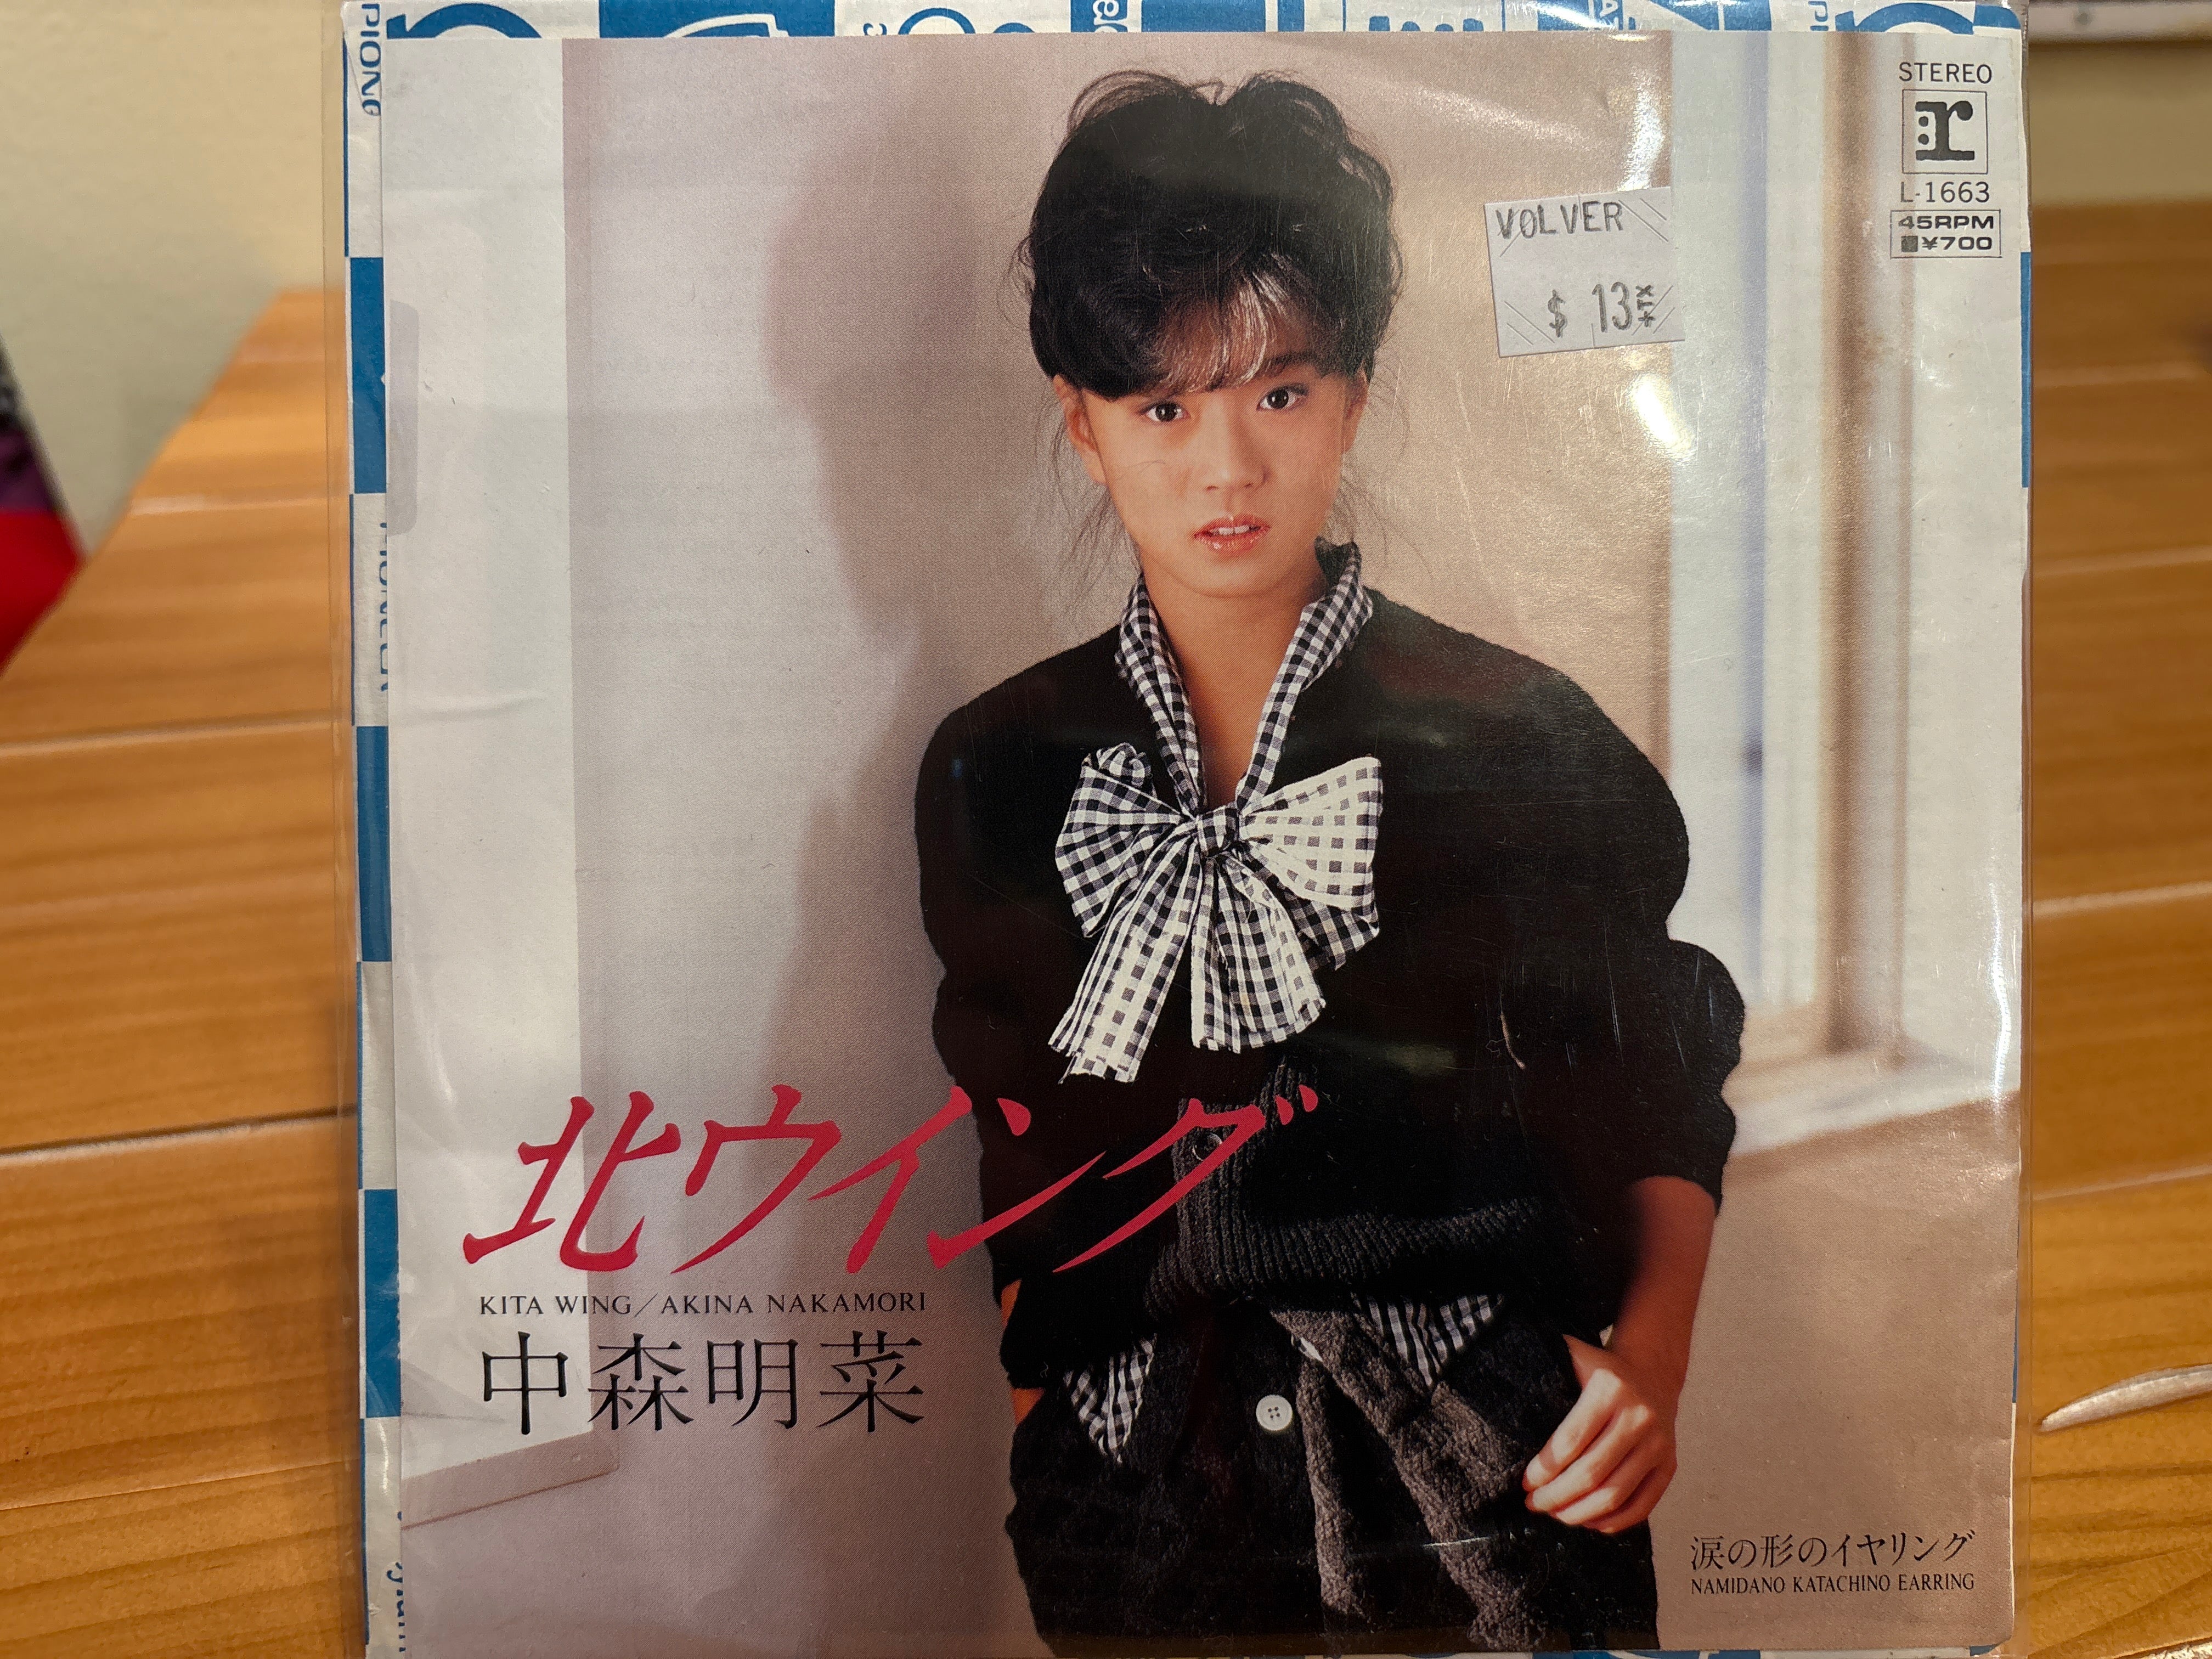 STEREO
r
L-1663
45RPM
¥700
VOLVER
$ 13 +TX
北ウイング
KITA WING/AKINA NAKAMORI
中森明菜
涙の形のイヤリング
NAMIDANO KATACHINO EARRING